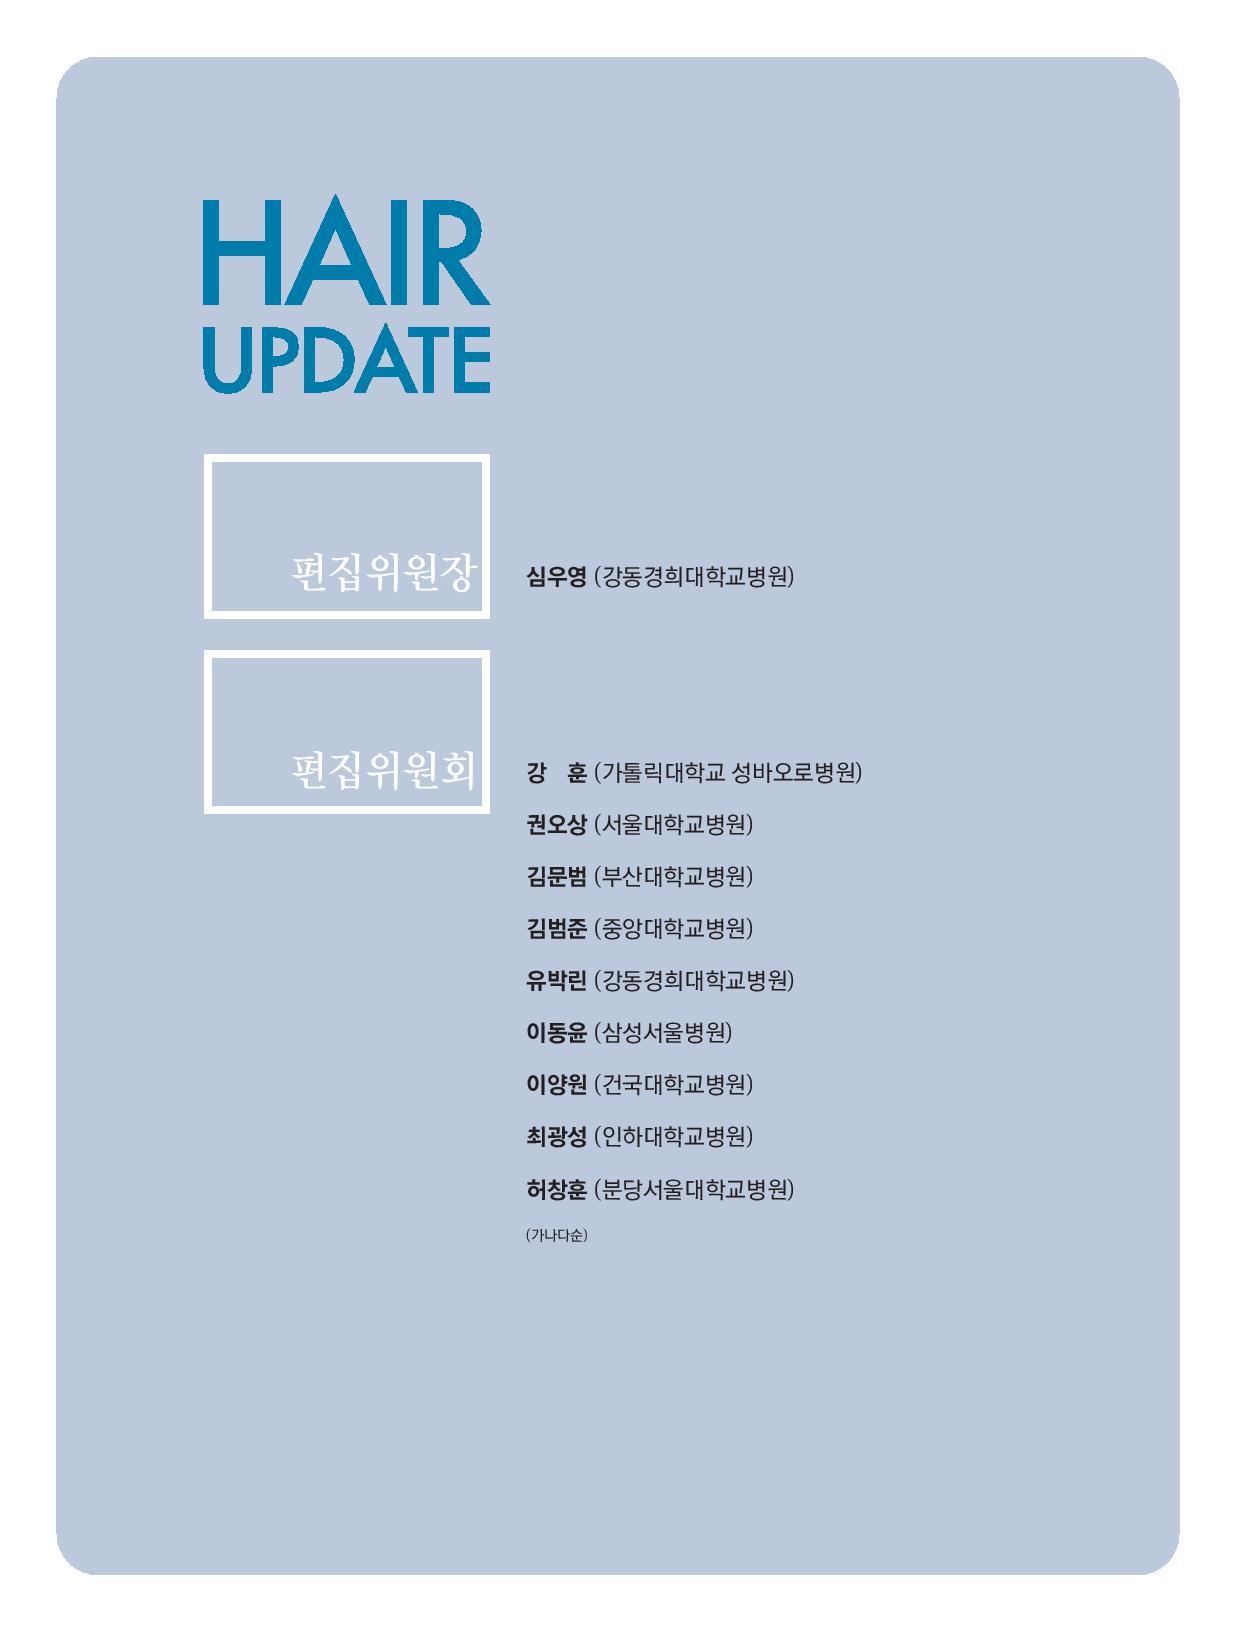 HAIR
UPDATE
편집위원장
심우영 (강동경희대학교병원)
편집위원회
강 훈 (가톨릭대학교 성바오로병원)
권오상 (서울대학교병원)
김문범 (부산대학교병원)
김범준 (중앙대학교병원)
유박린 (강동경희대학교병원)
이동윤 (삼성서울병원)
이양원 (건국대학교병원)
최광성 (인하대학교병원)
허창훈 (분당서울대학교병원)
(가나다순)